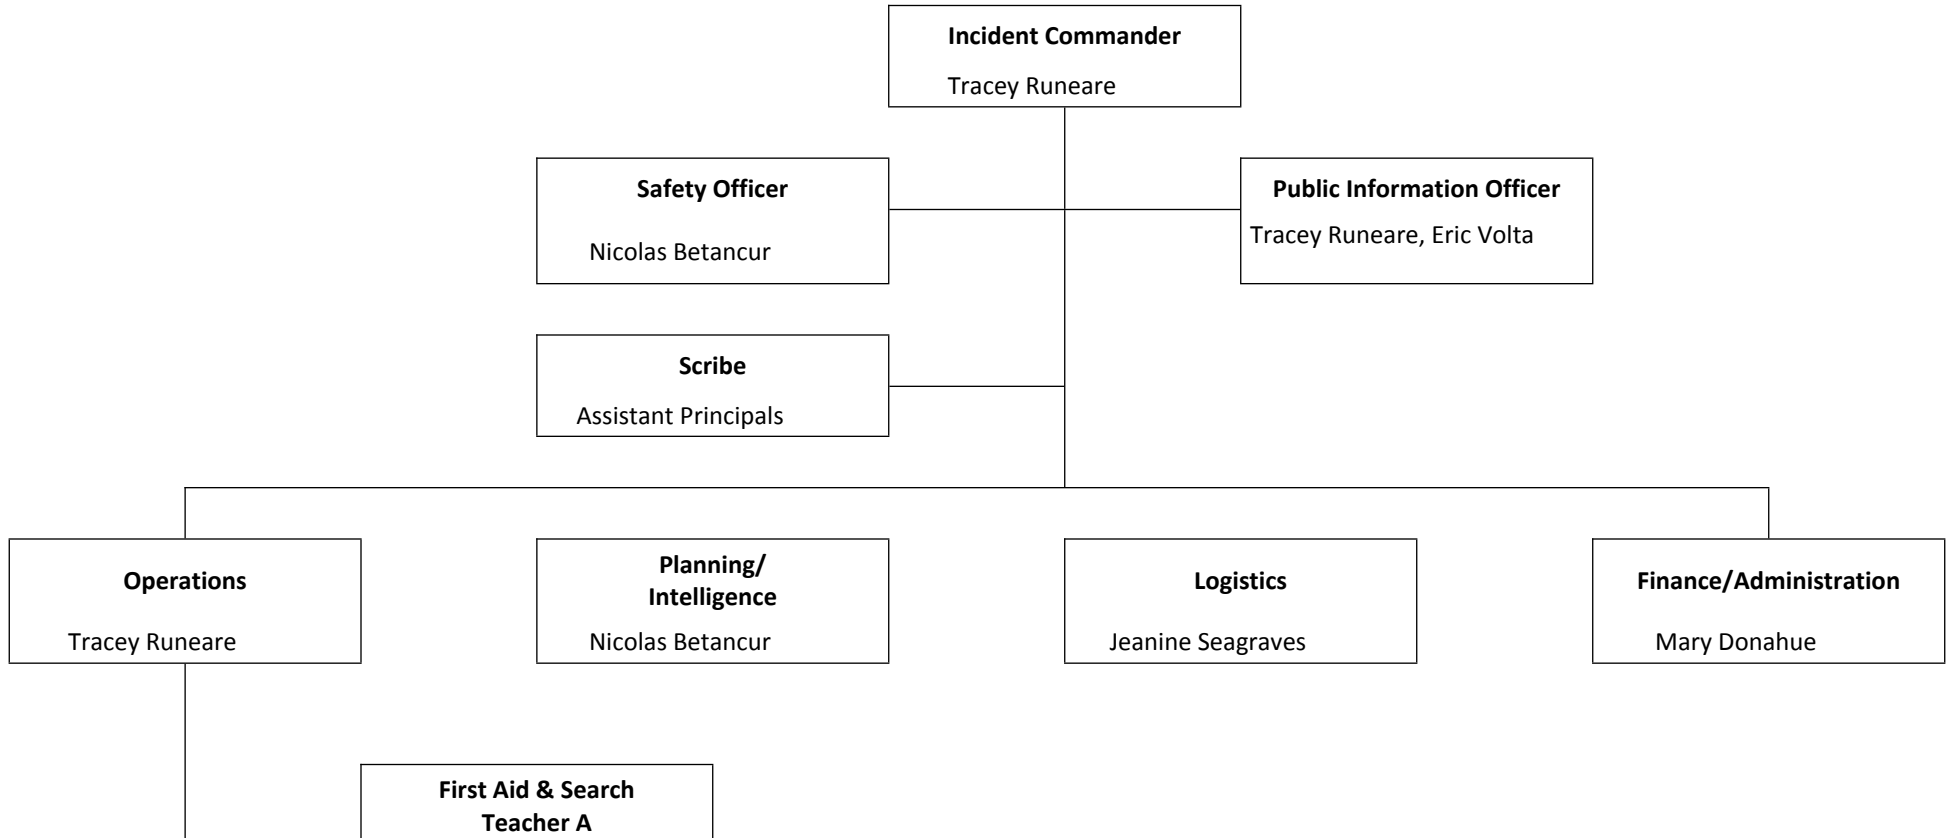 Incident Commander
Tracey Runeare
Safety Officer
Nicolas Betancur
Public Information Officer
Tracey Runeare, Eric Volta
Scribe
Assistant Principals
Operations
Tracey Runeare
Planning/
Intelligence
Nicolas Betancur
Logistics
Jeanine Seagraves
Finance/Administration
Mary Donahue
First Aid & Search
Teacher A